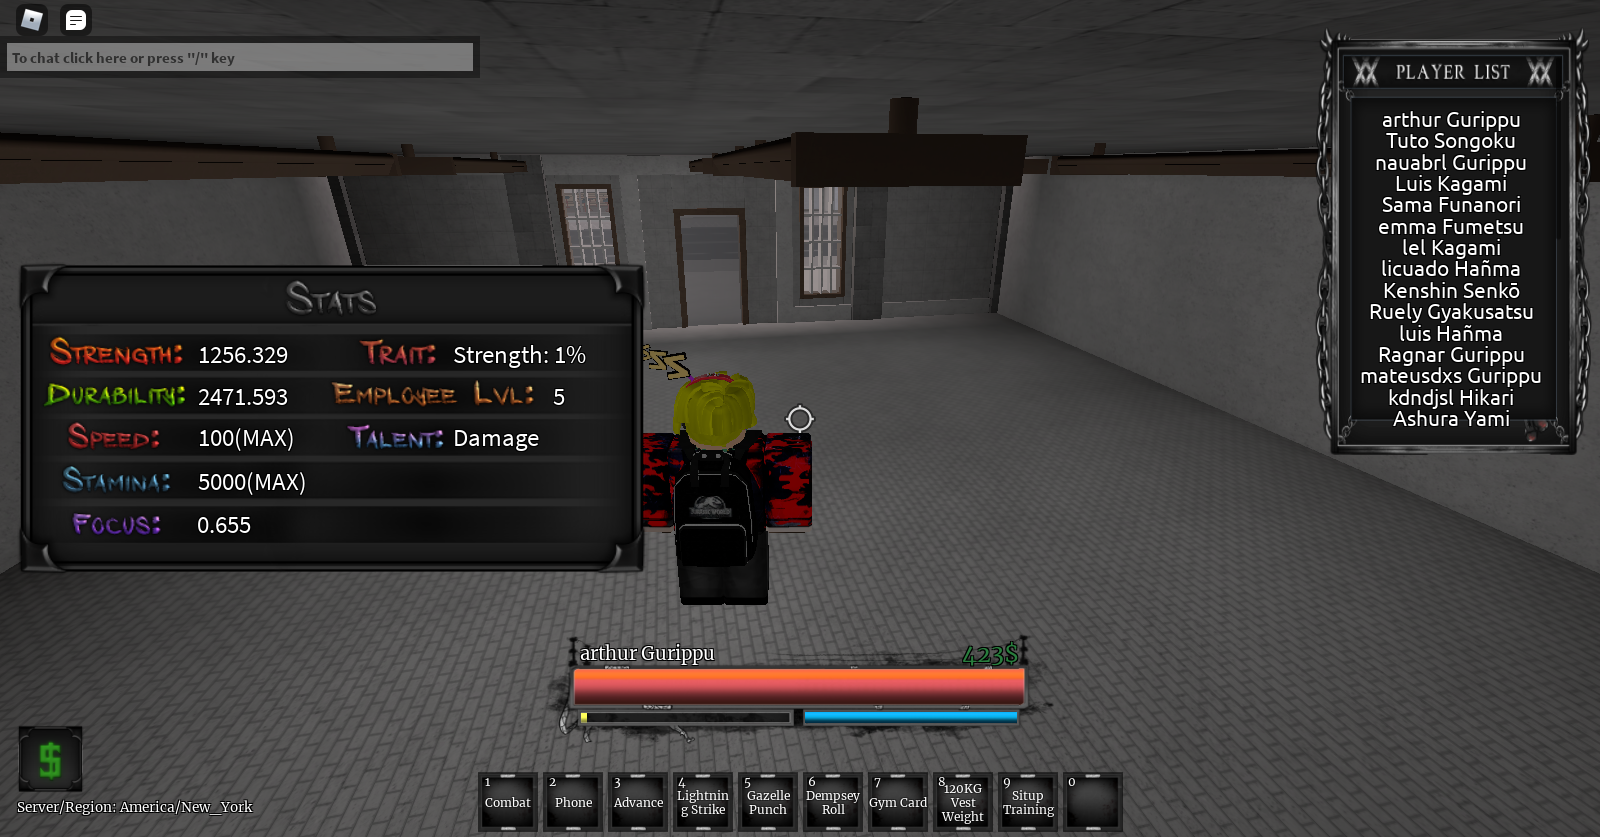 To chat click here or press "/" key
PLAYER LIST
arthur Gurippu
Tuto Songoku
nauabrl Gurippu
Luis Kagami
Sama Funanori
emma Fumetsu
lel Kagami
licuado Hañma
Kenshin Senkō
Ruely Gyakusatsu
luis Hañma
Ragnar Gurippu
mateusdxs Gurippu
kdndjsl Hikari
Ashura Yami
STATS
STRENGTH: 1256.329 TRAIT: Strength: 1%
DURABILITY: 2471.593 EMPLOYEE LVL: 5
SPEED: 100(MAX) TALENT: Damage
STAMINA: 5000(MAX)
FOCUS: 0.655
arthur Gurippu 423$
$
Server/Region: America/New_York
1 Combat
2 Phone
3 Advance
4 Lightnin
g Strike
5 Gazelle
Punch
6 Dempsey
Roll
7 Gym Card
8 120KG
Vest
Weight
9 Situp
Training
0